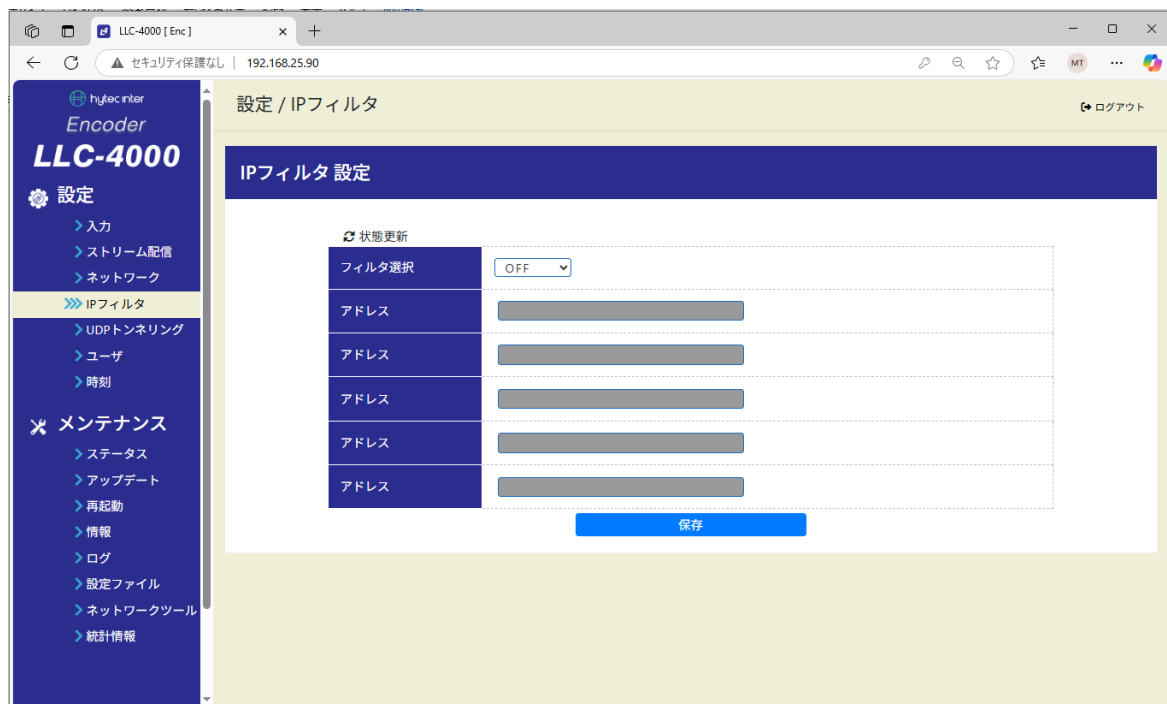 LLC-4000 [ Enc ]
セキュリティ保護なし | 192.168.25.90
MT
hytec inter
Encoder
LLC-4000
設定
入力
ストリーム配信
ネットワーク
IPフィルタ
UDPトンネリング
ユーザ
時刻
メンテナンス
ステータス
アップデート
再起動
情報
ログ
設定ファイル
ネットワークツール
統計情報
設定 / IPフィルタ
ログアウト
IPフィルタ 設定
状態更新
フィルタ選択 OFF
アドレス
アドレス
アドレス
アドレス
アドレス
保存